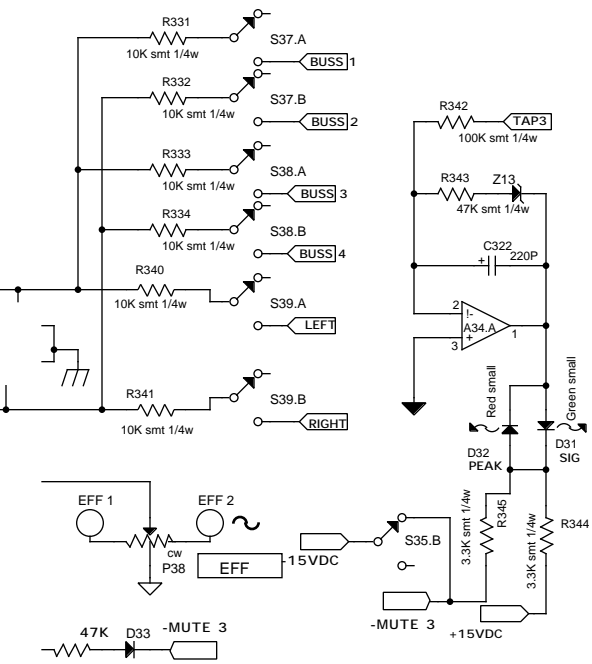 R331
10K smt 1/4w
S37.A
BUSS 1
R332
10K smt 1/4w
S37.B
BUSS 2
R333
10K smt 1/4w
S38.A
BUSS 3
R334
10K smt 1/4w
S38.B
BUSS 4
R340
10K smt 1/4w
S39.A
LEFT
R341
10K smt 1/4w
S39.B
RIGHT
R342
TAP3
100K smt 1/4w
R343
Z13
47K smt 1/4w
C322
+
220P
2
!-
A34.A
1
+
3
Red small
Green small
D32
PEAK
D31
SIG
3.3K smt 1/4w
R345
3.3K smt 1/4w
R344
EFF 1
EFF 2
cw
P38
EFF
-15VDC
S35.B
-MUTE 3
+15VDC
47K
D33
-MUTE 3